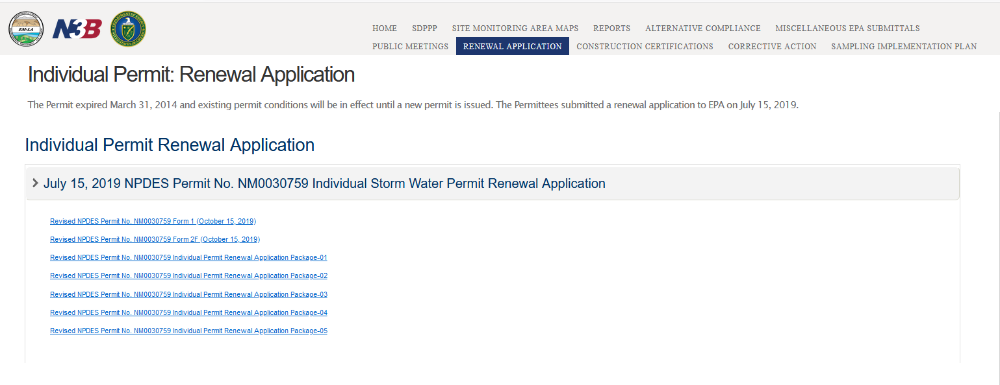 EM-LA
N3B
HOME SDPPP SITE MONITORING AREA MAPS REPORTS ALTERNATIVE COMPLIANCE MISCELLANEOUS EPA SUBMITTALS
PUBLIC MEETINGS RENEWAL APPLICATION CONSTRUCTION CERTIFICATIONS CORRECTIVE ACTION SAMPLING IMPLEMENTATION PLAN
Individual Permit: Renewal Application
The Permit expired March 31, 2014 and existing permit conditions will be in effect until a new permit is issued. The Permittees submitted a renewal application to EPA on July 15, 2019.
Individual Permit Renewal Application
July 15, 2019 NPDES Permit No. NM0030759 Individual Storm Water Permit Renewal Application
Revised NPDES Permit No. NM0030759 Form 1 (October 15, 2019)
Revised NPDES Permit No. NM0030759 Form 2F (October 15, 2019)
Revised NPDES Permit No. NM0030759 Individual Permit Renewal Application Package-01
Revised NPDES Permit No. NM0030759 Individual Permit Renewal Application Package-02
Revised NPDES Permit No. NM0030759 Individual Permit Renewal Application Package-03
Revised NPDES Permit No. NM0030759 Individual Permit Renewal Application Package-04
Revised NPDES Permit No. NM0030759 Individual Permit Renewal Application Package-05